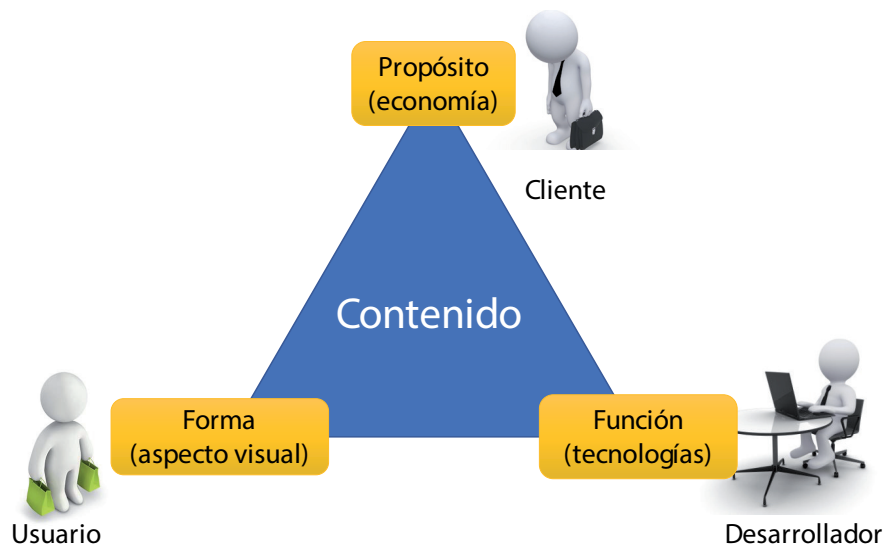 Propósito
(economía)
Cliente
Contenido
Forma
(aspecto visual)
Función
(tecnologías)
Usuario
Desarrollador